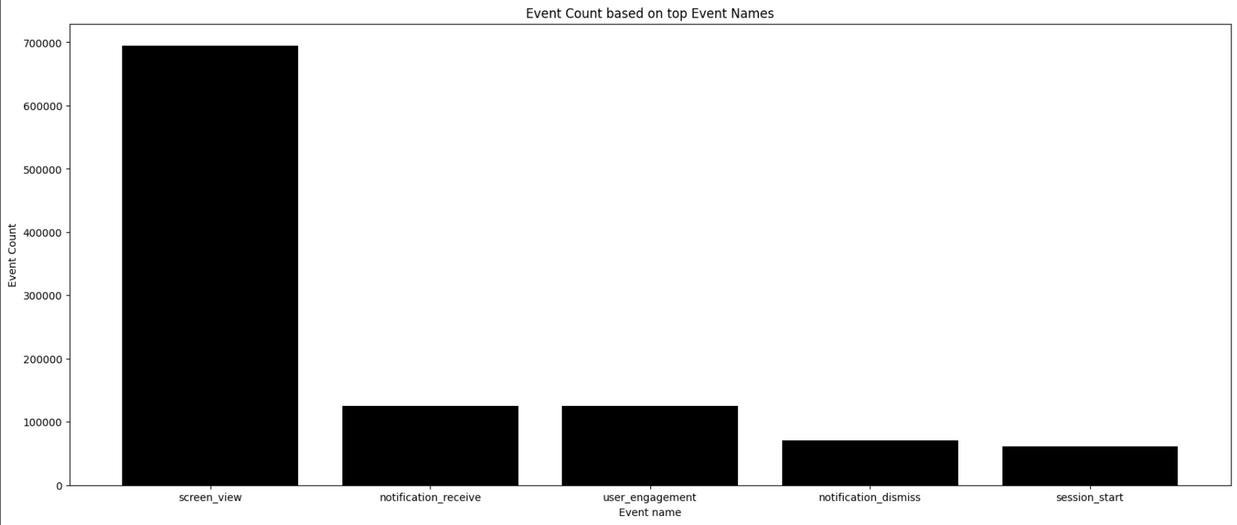 Event Count based on top Event Names
700000
600000
500000
400000
300000
200000
100000
0
Event Count
screen_view notification_receive user_engagement notification_dismiss session_start
Event name